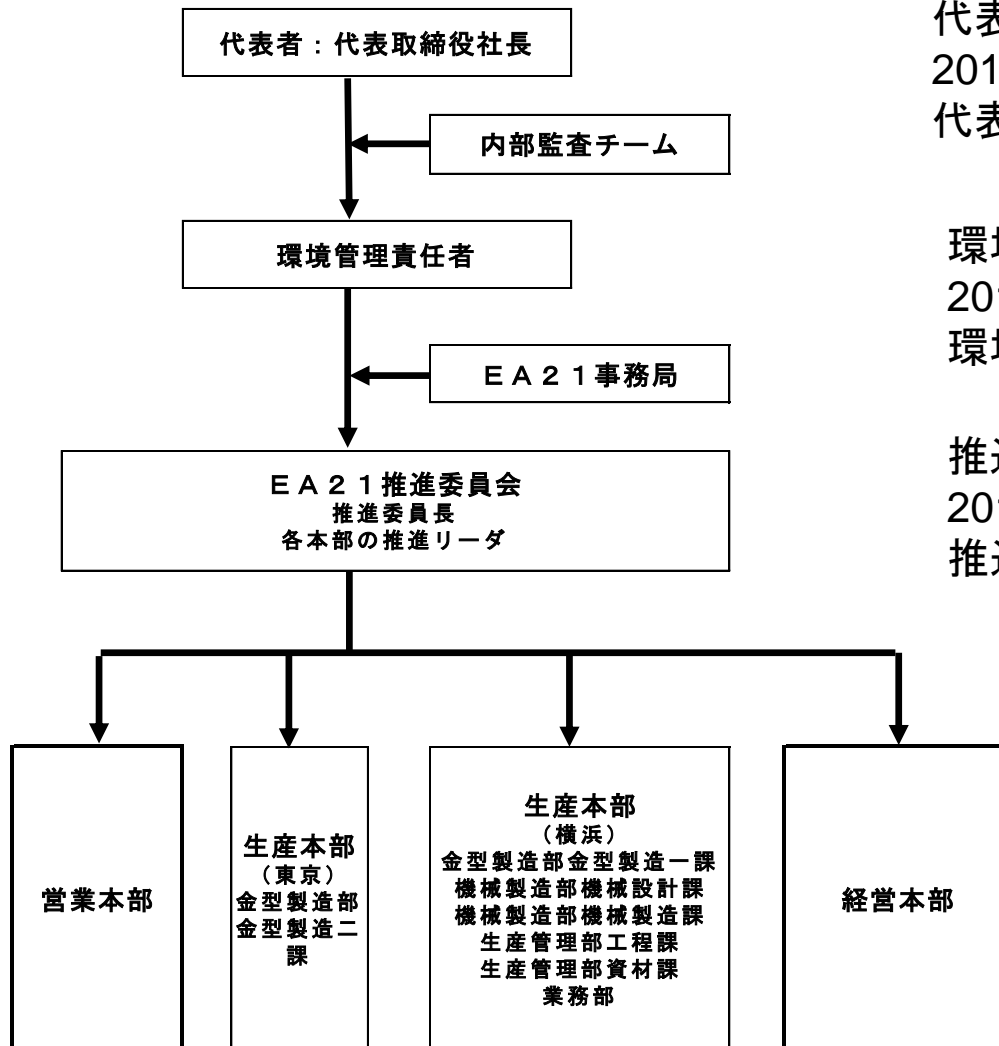 代表者：代表取締役社長
内部監査チーム
環境管理責任者
ＥＡ２１事務局
ＥＡ２１推進委員会
推進委員長
各本部の推進リーダ
営業本部
生産本部
（東京）
金型製造部
金型製造二
課
生産本部
（横浜）
金型製造部金型製造一課
機械製造部機械設計課
機械製造部機械製造課
生産管理部工程課
生産管理部資材課
業務部
経営本部
代表
201
代表
環境
201
環境
推進
201
推進